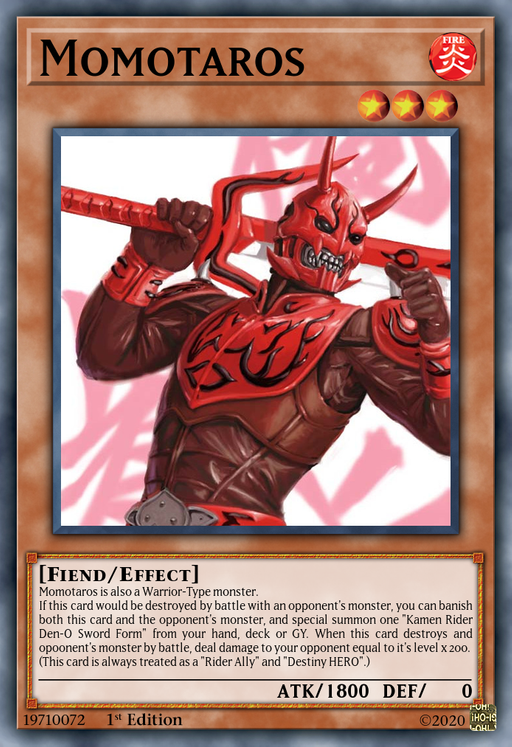 MOMOTAROS
FIRE
炎
[FIEND/EFFECT]
Momotaros is also a Warrior-Type monster.
If this card would be destroyed by battle with an opponent's monster, you can banish
both this card and the opponent's monster, and special summon one "Kamen Rider
Den-O Sword Form" from your hand, deck or GY. When this card destroys and
opoonent's monster by battle, deal damage to your opponent equal to it's level x 200.
(This card is always treated as a "Rider Ally" and "Destiny HERO".)
ATK/1800 DEF/ 0
19710072 1st Edition ©2020